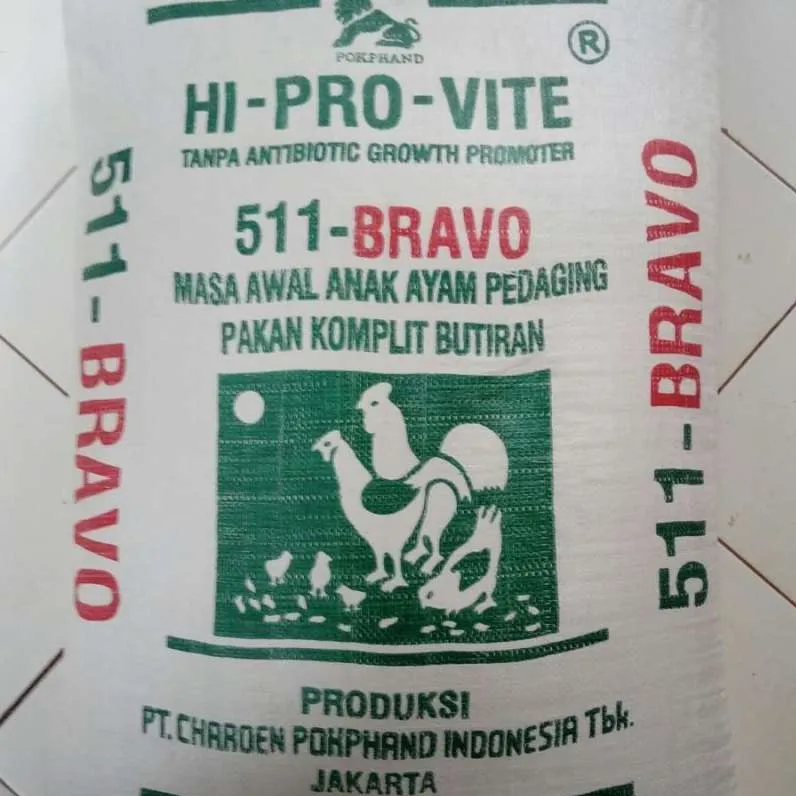 POKPHAND
®
HI-PRO-VITE
TANPA ANTIBIOTIC GROWTH PROMOTER
511-BRAVO
511-BRAVO
511-BRAVO
MASA AWAL ANAK AYAM PEDAGING
PAKAN KOMPLIT BUTIRAN
PRODUKSI
PT. CHAROEN POKPHAND INDONESIA Tbk.
JAKARTA